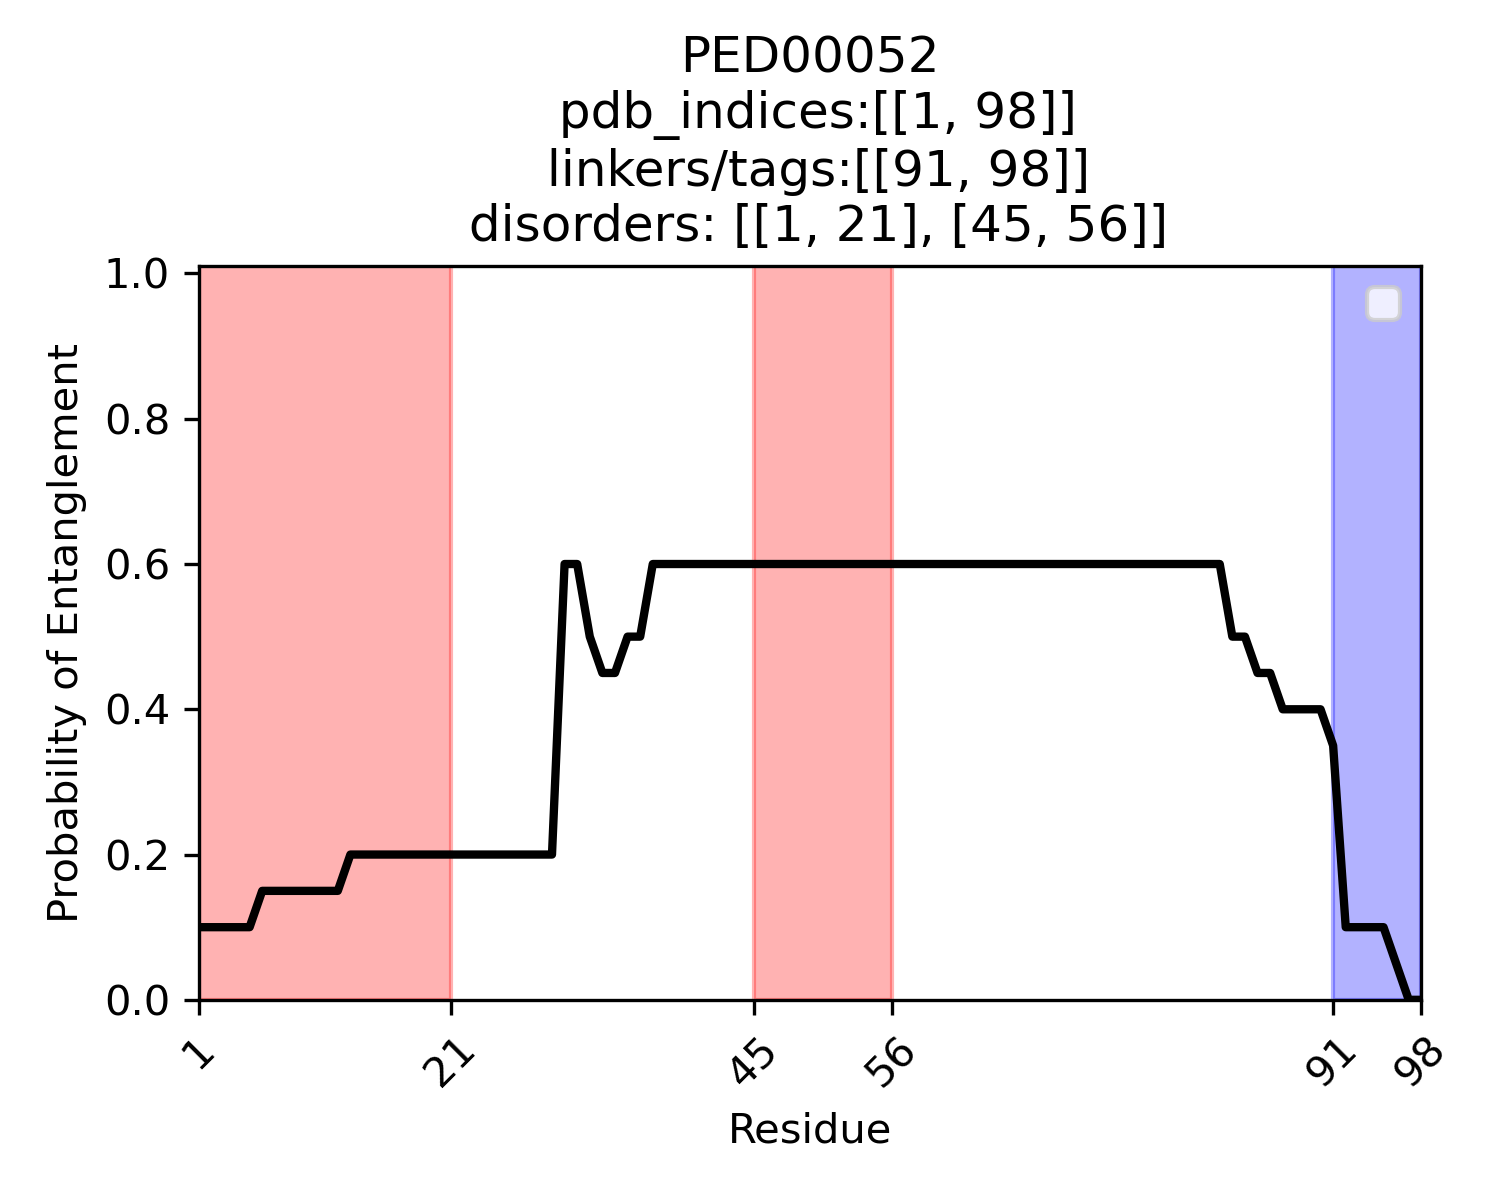 PED00052
pdb_indices:[[1, 98]]
linkers/tags:[[91, 98]]
disorders: [[1, 21], [45, 56]]
1.0
0.8
0.6
0.4
0.2
0.0
Probability of Entanglement
1 21 45 56 91 98
Residue